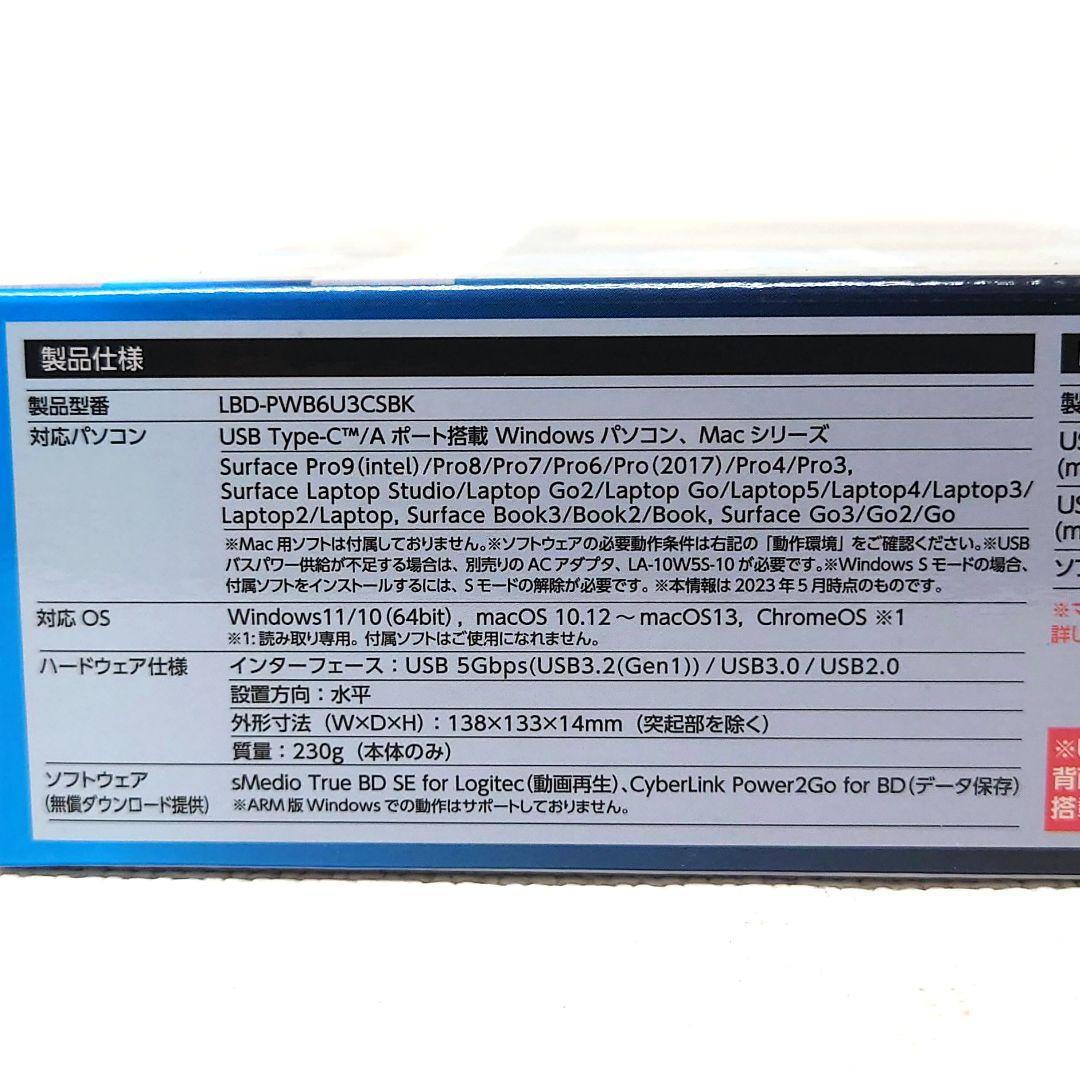 製品仕様
製品型番 LBD-PWB6U3CSBK
対応パソコン USB Type-C™/A ポート搭載 Windows パソコン、Mac シリーズ
Surface Pro9(intel)/Pro8/Pro7/Pro6/Pro(2017)/Pro4/Pro3,
Surface Laptop Studio/Laptop Go2/Laptop Go/Laptop5/Laptop4/Laptop3/
Laptop2/Laptop, Surface Book3/Book2/Book, Surface Go3/Go2/Go
※Mac用ソフトは付属しておりません。※ソフトウェアの必要動作条件は右記の「動作環境」をご確認ください。※USB
バスパワー供給が不足する場合は、別売りの AC アダプタ、LA-10W5S-10 が必要です。※Windows S モードの場合、
付属ソフトをインストールするには、S モードの解除が必要です。※本情報は 2023 年 5 月時点のものです。
対応 OS Windows11/10(64bit)，macOS 10.12～macOS13，ChromeOS ※1
※1:読み取り専用。付属ソフトはご使用になれません。
ハードウェア仕様 インターフェース：USB 5Gbps(USB3.2(Gen1)) / USB3.0 / USB2.0
設置方向：水平
外形寸法（W×D×H）：138×133×14mm（突起部を除く）
質量：230g（本体のみ）
ソフトウェア sMedio True BD SE for Logitec(動画再生)、CyberLink Power2Go for BD(データ保存)
(無償ダウンロード提供) ※ARM 版 Windows での動作はサポートしておりません。
製
US
(m
US
(m
ソフ
詳し
背面
搭